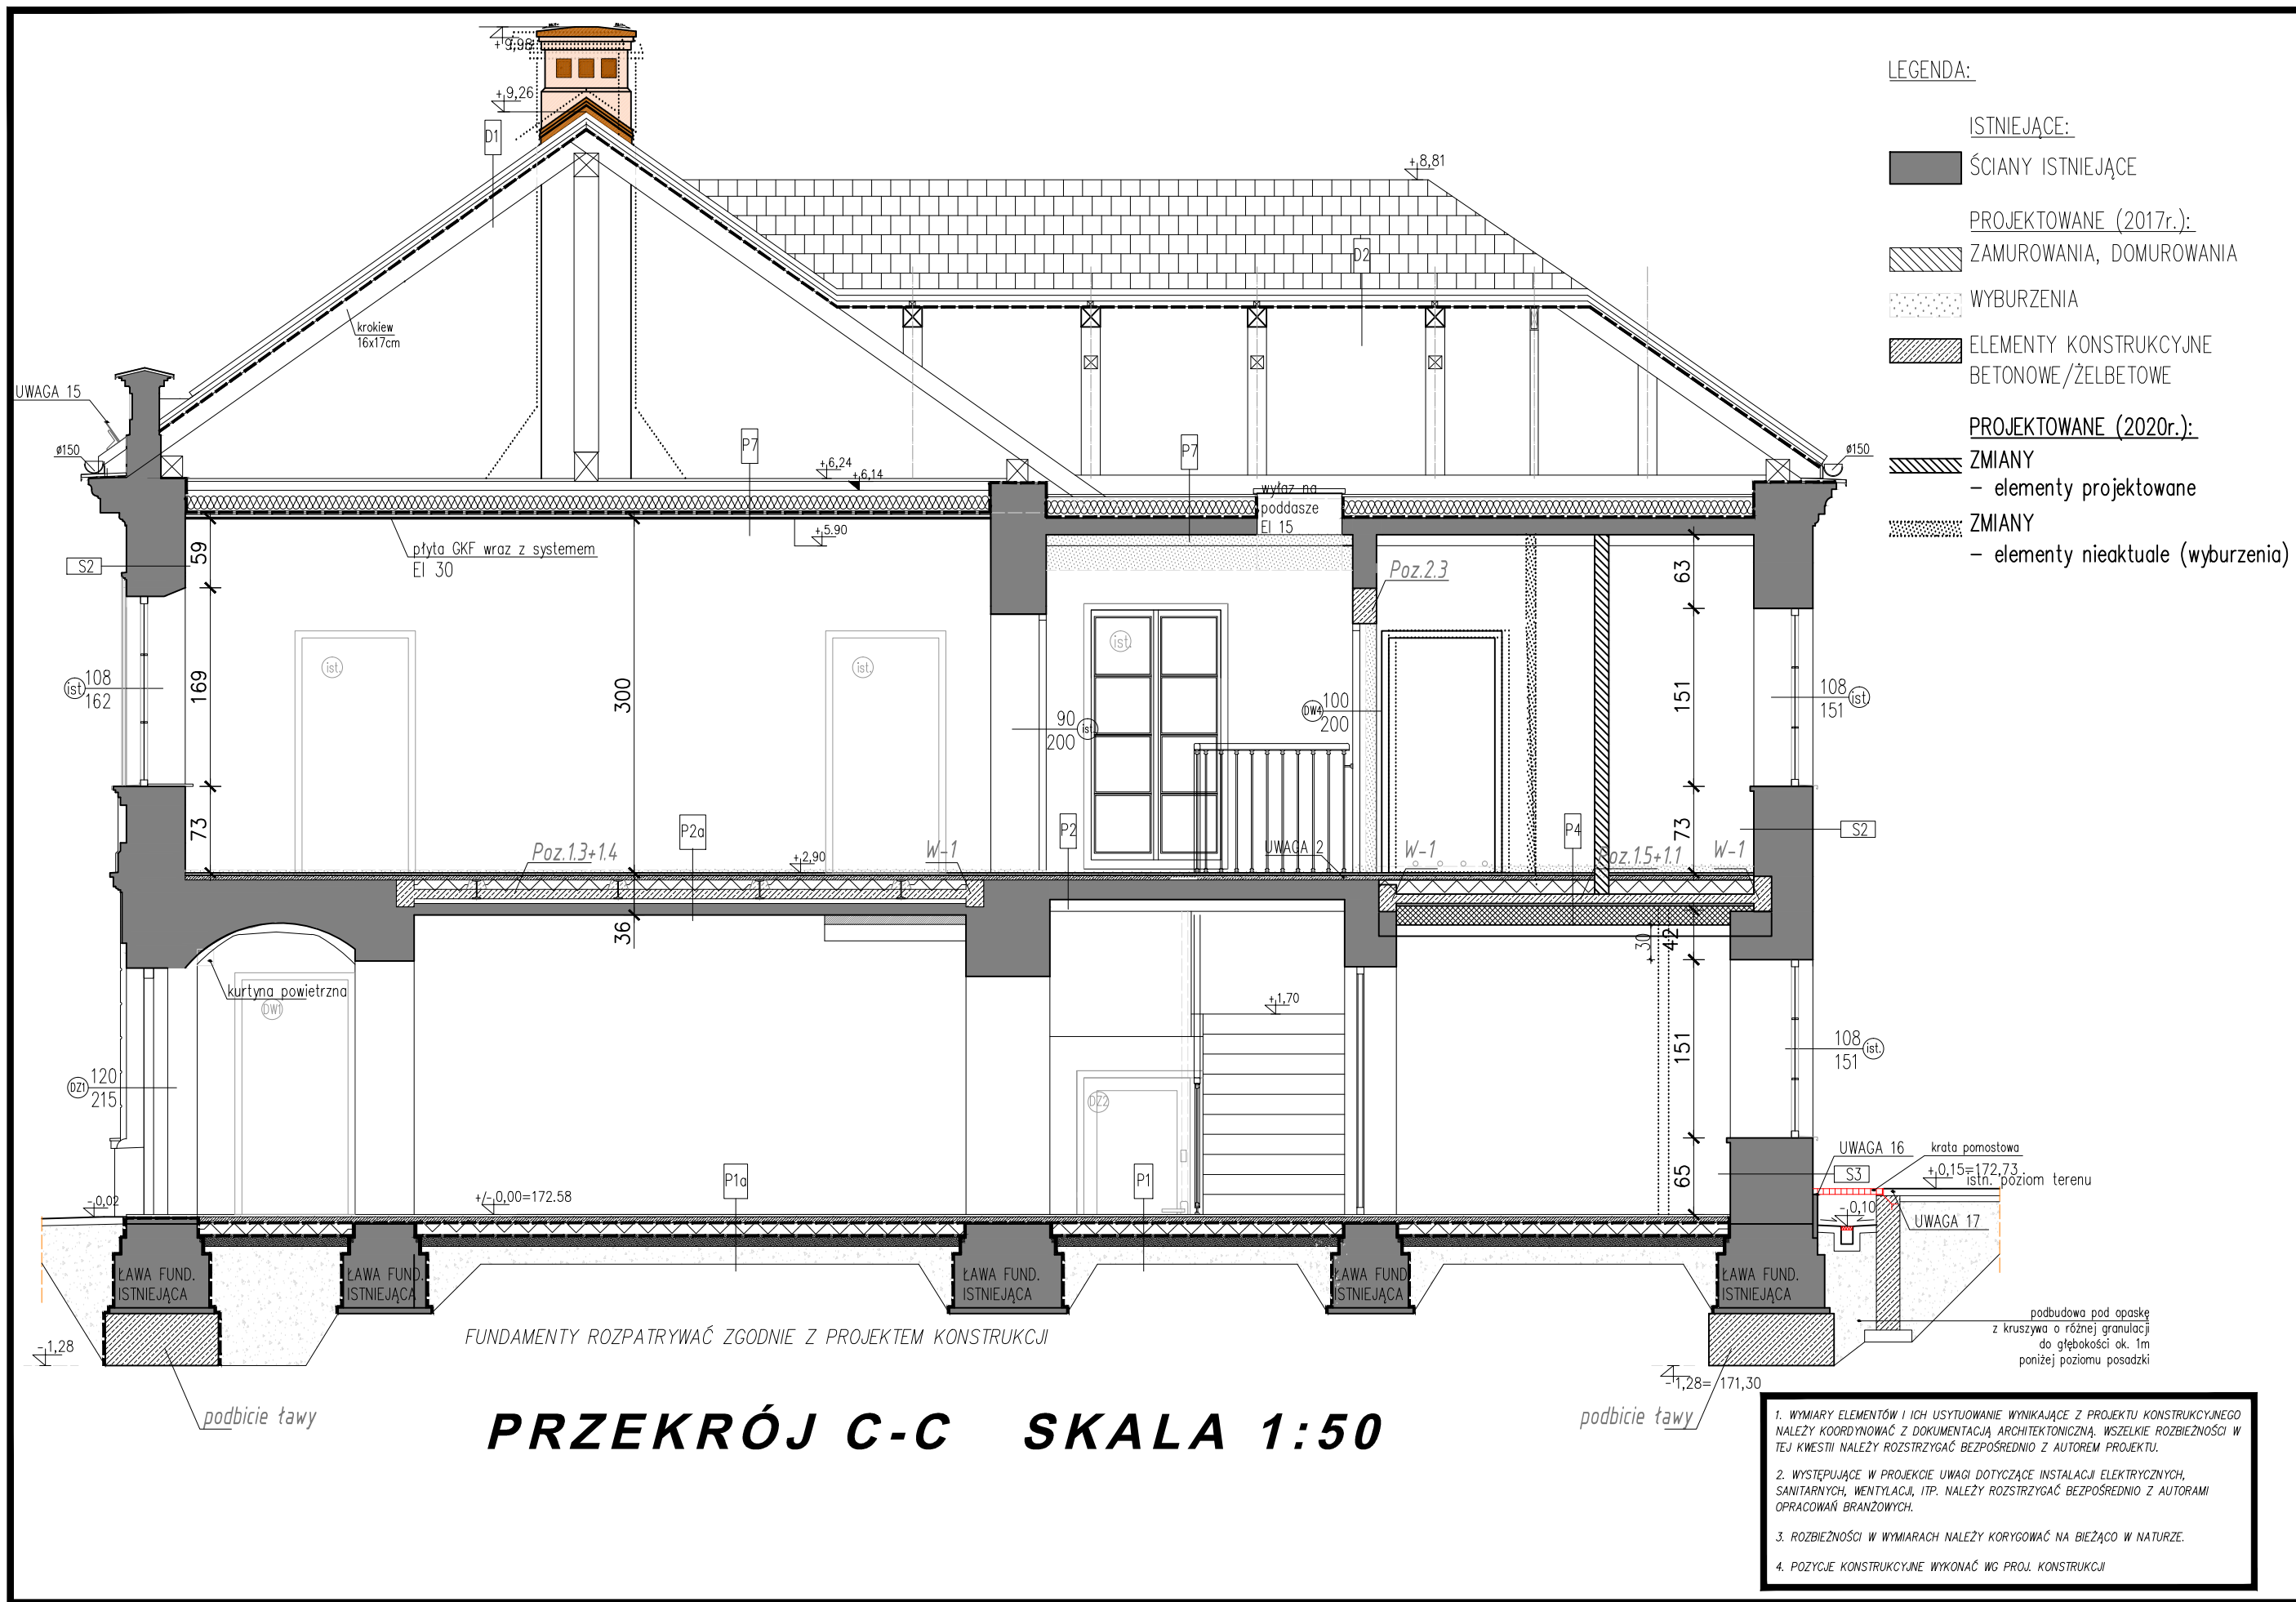 +9,98
+9,26
D1
+8,81
D2
krokiew
16x17cm
UWAGA 15
ø150
P7
P7
ø150
+6,24
+6,14
wyłaz na
poddasze
EI 15
+5.90
płyta GKF wraz z systemem
EI 30
S2
59
63
Poz.2.3
ist.
ist.
ist.
ist
108
162
169
300
90
200
ist
DW4
100
200
151
108
151
ist.
73
73
S2
Poz.1.3+1.4
P2a
+2,90
W-1
P2
UWAGA 2
W-1
P4
Poz.1.5+1.1
W-1
36
30
42
kurtyna powietrzna
DW1
+1,70
DZ1
120
215
DZ2
151
108
151
ist.
65
-0,02
+/-0,00=172.58
P1a
P1
UWAGA 16
krata pomostowa
S3
+0,15=172,73
istn. poziom terenu
-0,10
UWAGA 17
ŁAWA FUND.
ISTNIEJĄCA
ŁAWA FUND.
ISTNIEJĄCA
ŁAWA FUND.
ISTNIEJĄCA
ŁAWA FUND
ISTNIEJĄCA
ŁAWA FUND.
ISTNIEJĄCA
FUNDAMENTY ROZPATRYWAĆ ZGODNIE Z PROJEKTEM KONSTRUKCJI
podbudowa pod opaskę
z kruszywa o różnej granulacji
do głębokości ok. 1m
poniżej poziomu posadzki
-1,28
-1,28= 171,30
podbicie ławy
podbicie ławy
PRZEKRÓJ C-C SKALA 1:50
LEGENDA:
ISTNIEJĄCE:
ŚCIANY ISTNIEJĄCE
PROJEKTOWANE (2017r.):
ZAMUROWANIA, DOMUROWANIA
WYBURZENIA
ELEMENTY KONSTRUKCYJNE
BETONOWE/ŻELBETOWE
PROJEKTOWANE (2020r.):
ZMIANY
- elementy projektowane
ZMIANY
- elementy nieaktuale (wyburzenia)
1. WYMIARY ELEMENTÓW I ICH USYTUOWANIE WYNIKAJĄCE Z PROJEKTU KONSTRUKCYJNEGO
NALEŻY KOORDYNOWAĆ Z DOKUMENTACJĄ ARCHITEKTONICZNĄ. WSZELKIE ROZBIEŻNOŚCI W
TEJ KWESTII NALEŻY ROZSTRZYGAĆ BEZPOŚREDNIO Z AUTOREM PROJEKTU.
2. WYSTĘPUJĄCE W PROJEKCIE UWAGI DOTYCZĄCE INSTALACJI ELEKTRYCZNYCH,
SANITARNYCH, WENTYLACJI, ITP. NALEŻY ROZSTRZYGAĆ BEZPOŚREDNIO Z AUTORAMI
OPRACOWAŃ BRANŻOWYCH.
3. ROZBIEŻNOŚCI W WYMIARACH NALEŻY KORYGOWAĆ NA BIEŻĄCO W NATURZE.
4. POZYCJE KONSTRUKCYJNE WYKONAĆ WG PROJ. KONSTRUKCJI